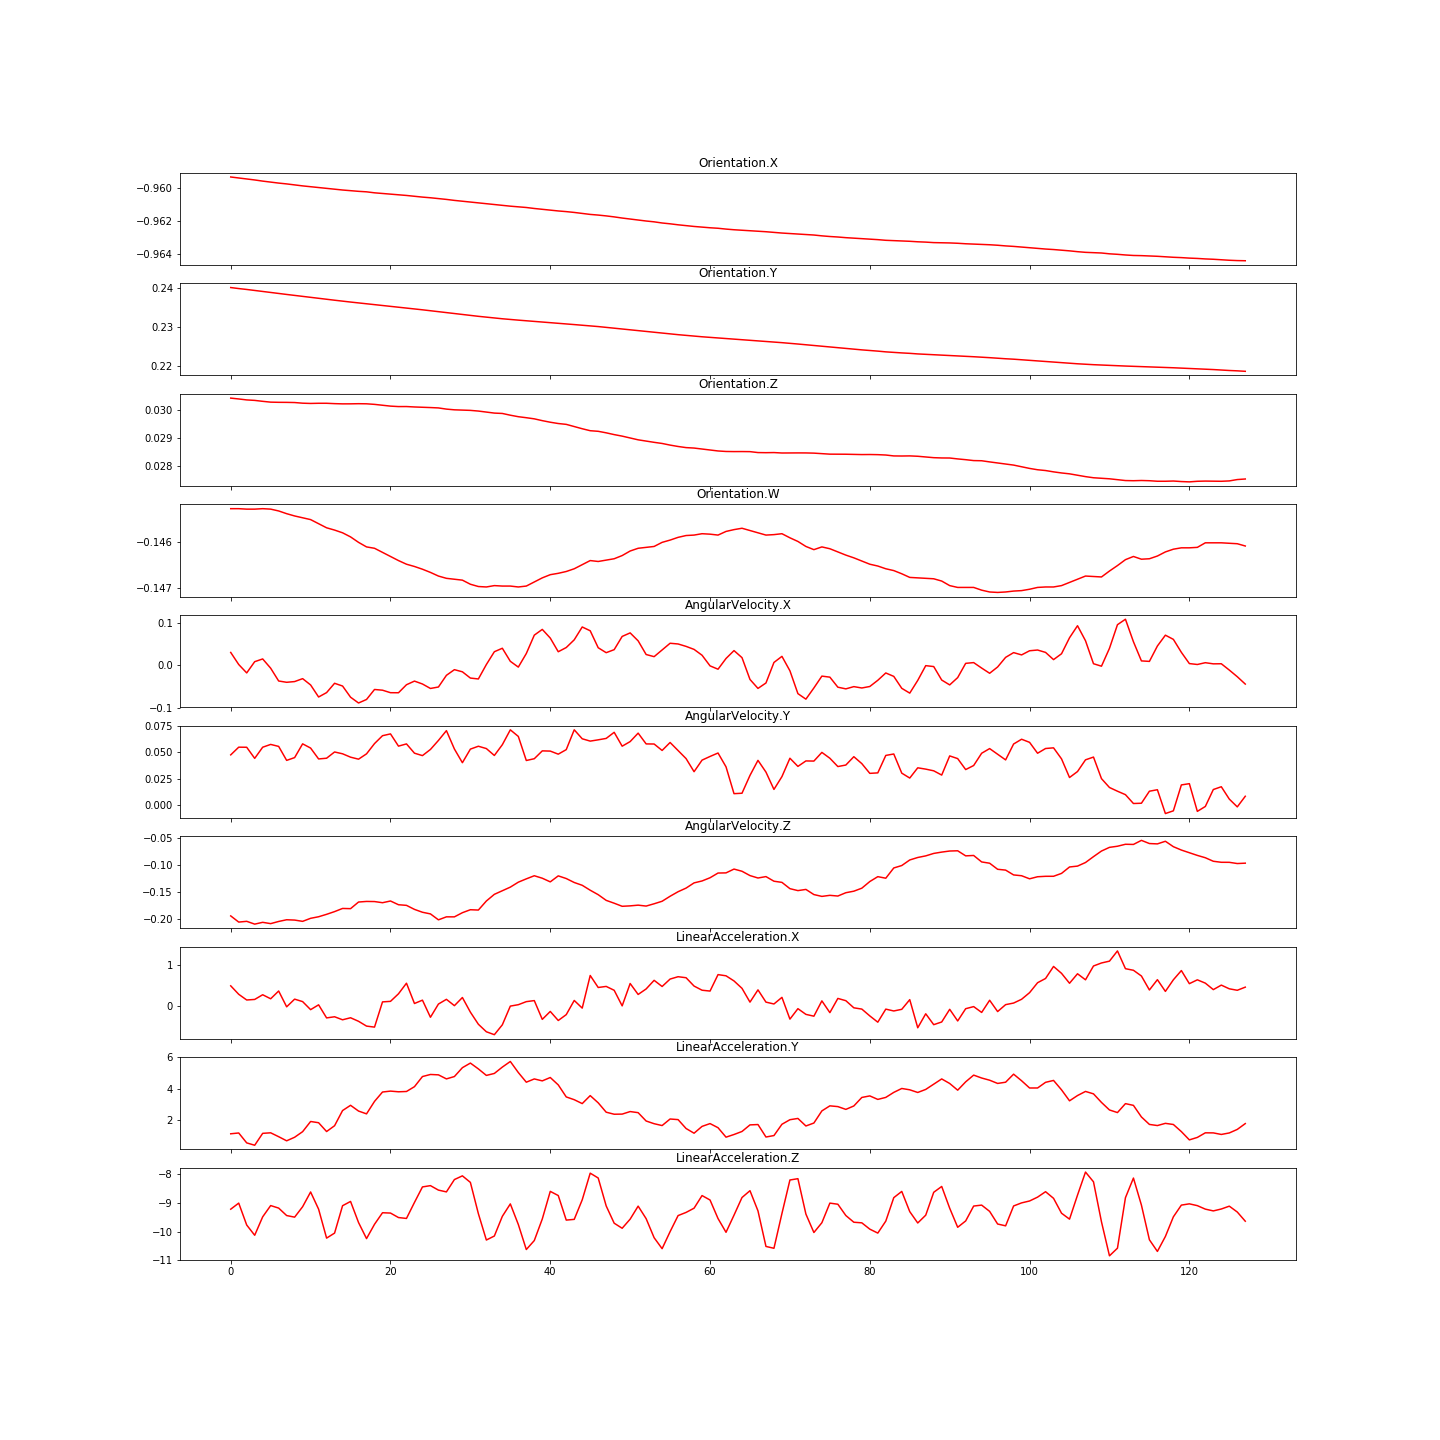 Orientation.X
−0.960
−0.962
−0.964
Orientation.Y
0.24
0.23
0.22
Orientation.Z
0.030
0.029
0.028
Orientation.W
−0.146
−0.147
AngularVelocity.X
0.1
0.0
−0.1
AngularVelocity.Y
0.075
0.050
0.025
0.000
AngularVelocity.Z
−0.05
−0.10
−0.15
−0.20
LinearAcceleration.X
1
0
LinearAcceleration.Y
6
4
2
LinearAcceleration.Z
−8
−9
−10
−11
0 20 40 60 80 100 120